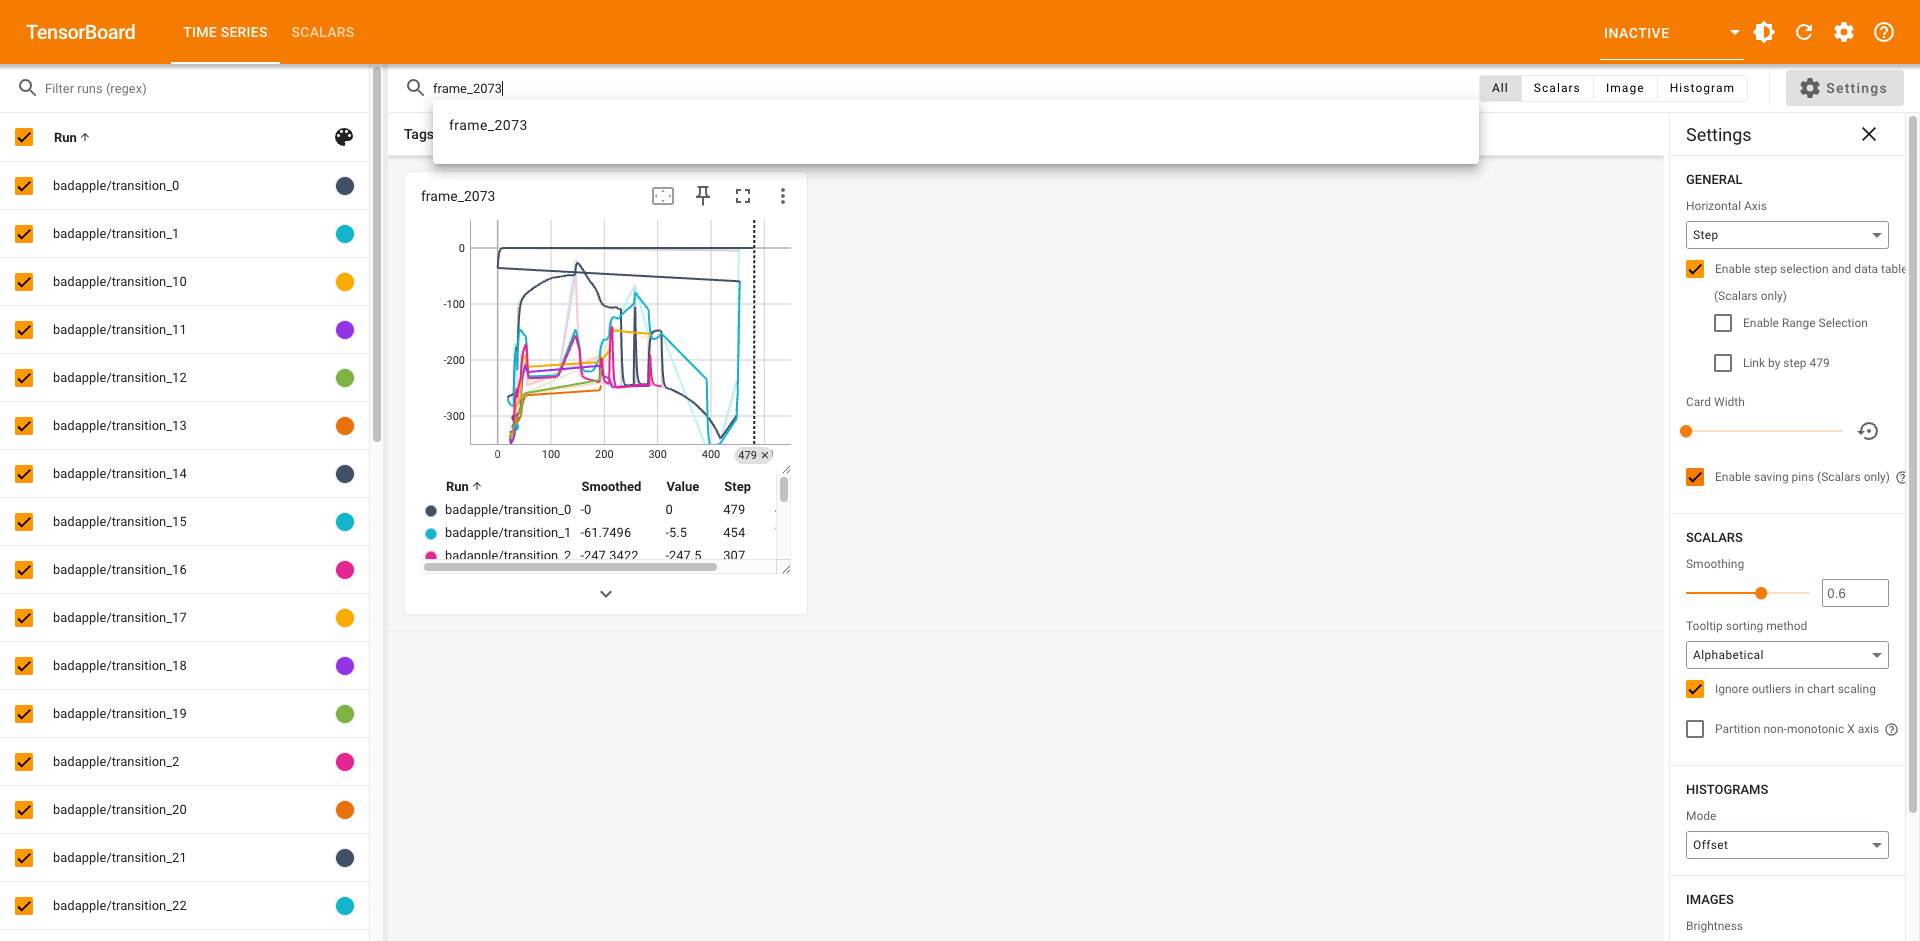 TensorBoard
TIME SERIES
SCALARS
INACTIVE
Filter runs (regex)
frame_2073
All
Scalars
Image
Histogram
Settings
frame_2073
Run
badapple/transition_0
badapple/transition_1
badapple/transition_10
badapple/transition_11
badapple/transition_12
badapple/transition_13
badapple/transition_14
badapple/transition_15
badapple/transition_16
badapple/transition_17
badapple/transition_18
badapple/transition_19
badapple/transition_2
badapple/transition_20
badapple/transition_21
badapple/transition_22
Tags
frame_2073
0
-100
-200
-300
0 100 200 300 400 479
Run Smoothed Value Step
badapple/transition_0 -0 0 479
badapple/transition_1 -61.7496 -5.5 454
badapple/transition_2 -247.3422 -247.5 307
Settings
GENERAL
Horizontal Axis
Step
Enable step selection and data table
(Scalars only)
Enable Range Selection
Link by step 479
Card Width
Enable saving pins (Scalars only)
SCALARS
Smoothing
0.6
Tooltip sorting method
Alphabetical
Ignore outliers in chart scaling
Partition non-monotonic X axis
HISTOGRAMS
Mode
Offset
IMAGES
Brightness